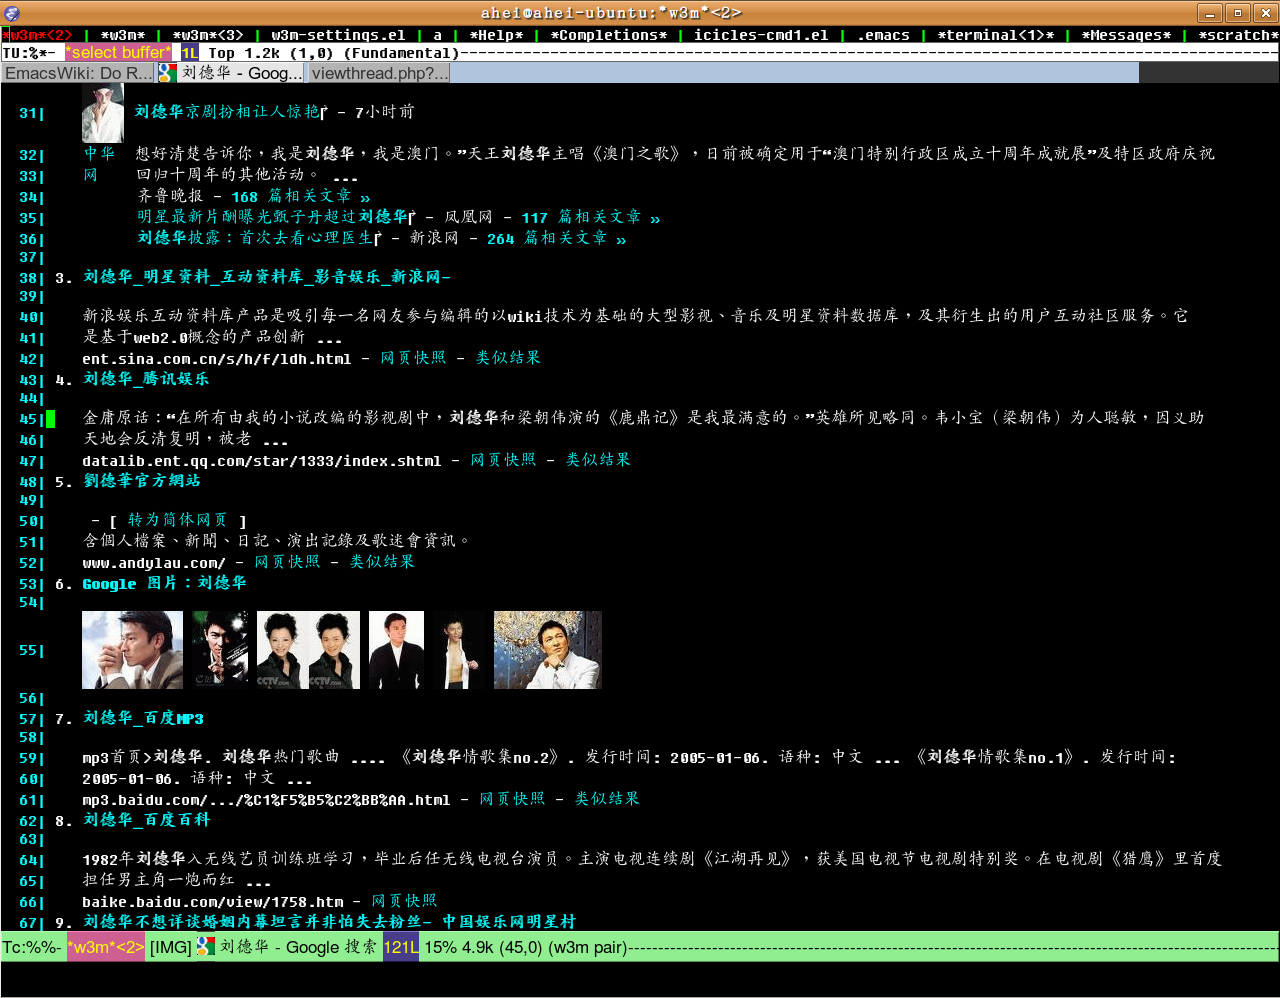 ahei@ahei-ubuntu:*w3m*<2>
*w3m*<2> | *w3m* | *w3m*<3> | w3m-settings.el | a | *Help* | *Completions* | icicles-cmd1.el | .emacs | *terminal<1>* | *Messages* | *scratch*
TU:%*- *select buffer* 1L Top 1.2k (1,0) (Fundamental)
EmacsWiki: Do R... 刘德华 - Goog... viewthread.php?...
31| 刘德华京剧扮相让人惊艳 - 7小时前
32| 中华 想好清楚告诉你，我是刘德华，我是澳门。”天王刘德华主唱《澳门之歌》，日前被确定用于“澳门特别行政区成立十周年成就展”及特区政府庆祝
33| 网 回归十周年的其他活动。 ...
34| 齐鲁晚报 - 168 篇相关文章 »
35| 明星最新片酬曝光甄子丹超过刘德华 - 凤凰网 - 117 篇相关文章 »
36| 刘德华披露：首次去看心理医生 - 新浪网 - 264 篇相关文章 »
37|
38| 3. 刘德华_明星资料_互动资料库_影音娱乐_新浪网-
39|
40| 新浪娱乐互动资料库产品是吸引每一名网友参与编辑的以wiki技术为基础的大型影视、音乐及明星资料数据库，及其衍生出的用户互动社区服务。它
41| 是基于web2.0概念的产品创新 ...
42| ent.sina.com.cn/s/h/f/ldh.html - 网页快照 - 类似结果
43| 4. 刘德华_腾讯娱乐
44|
45| 金庸原话：“在所有由我的小说改编的影视剧中，刘德华和梁朝伟演的《鹿鼎记》是我最满意的。”英雄所见略同。韦小宝（梁朝伟）为人聪敏，因义助
46| 天地会反清复明，被老 ...
47| datalib.ent.qq.com/star/1333/index.shtml - 网页快照 - 类似结果
48| 5. 劉德華官方網站
49|
50| - [ 转为简体网页 ]
51| 含個人檔案、新聞、日記、演出記錄及歌迷會資訊。
52| www.andylau.com/ - 网页快照 - 类似结果
53| 6. Google 图片：刘德华
54|
CCTV.com CCTV.com
55|
56|
57| 7. 刘德华_百度MP3
58|
59| mp3首页>刘德华. 刘德华热门歌曲 .... 《刘德华情歌集no.2》. 发行时间: 2005-01-06. 语种: 中文 ... 《刘德华情歌集no.1》. 发行时间:
60| 2005-01-06. 语种: 中文 ...
61| mp3.baidu.com/.../%C1%F5%B5%C2%BB%AA.html - 网页快照 - 类似结果
62| 8. 刘德华_百度百科
63|
64| 1982年刘德华入无线艺员训练班学习，毕业后任无线电视台演员。主演电视连续剧《江湖再见》，获美国电视节电视剧特别奖。在电视剧《猎鹰》里首度
65| 担任男主角一炮而红 ...
66| baike.baidu.com/view/1758.htm - 网页快照
67| 9. 刘德华不想详谈婚姻内幕坦言并非怕失去粉丝- 中国娱乐网明星村
Tc:%%- *w3m*<2> [IMG] 刘德华 - Google 搜索 121L 15% 4.9k (45,0) (w3m pair)